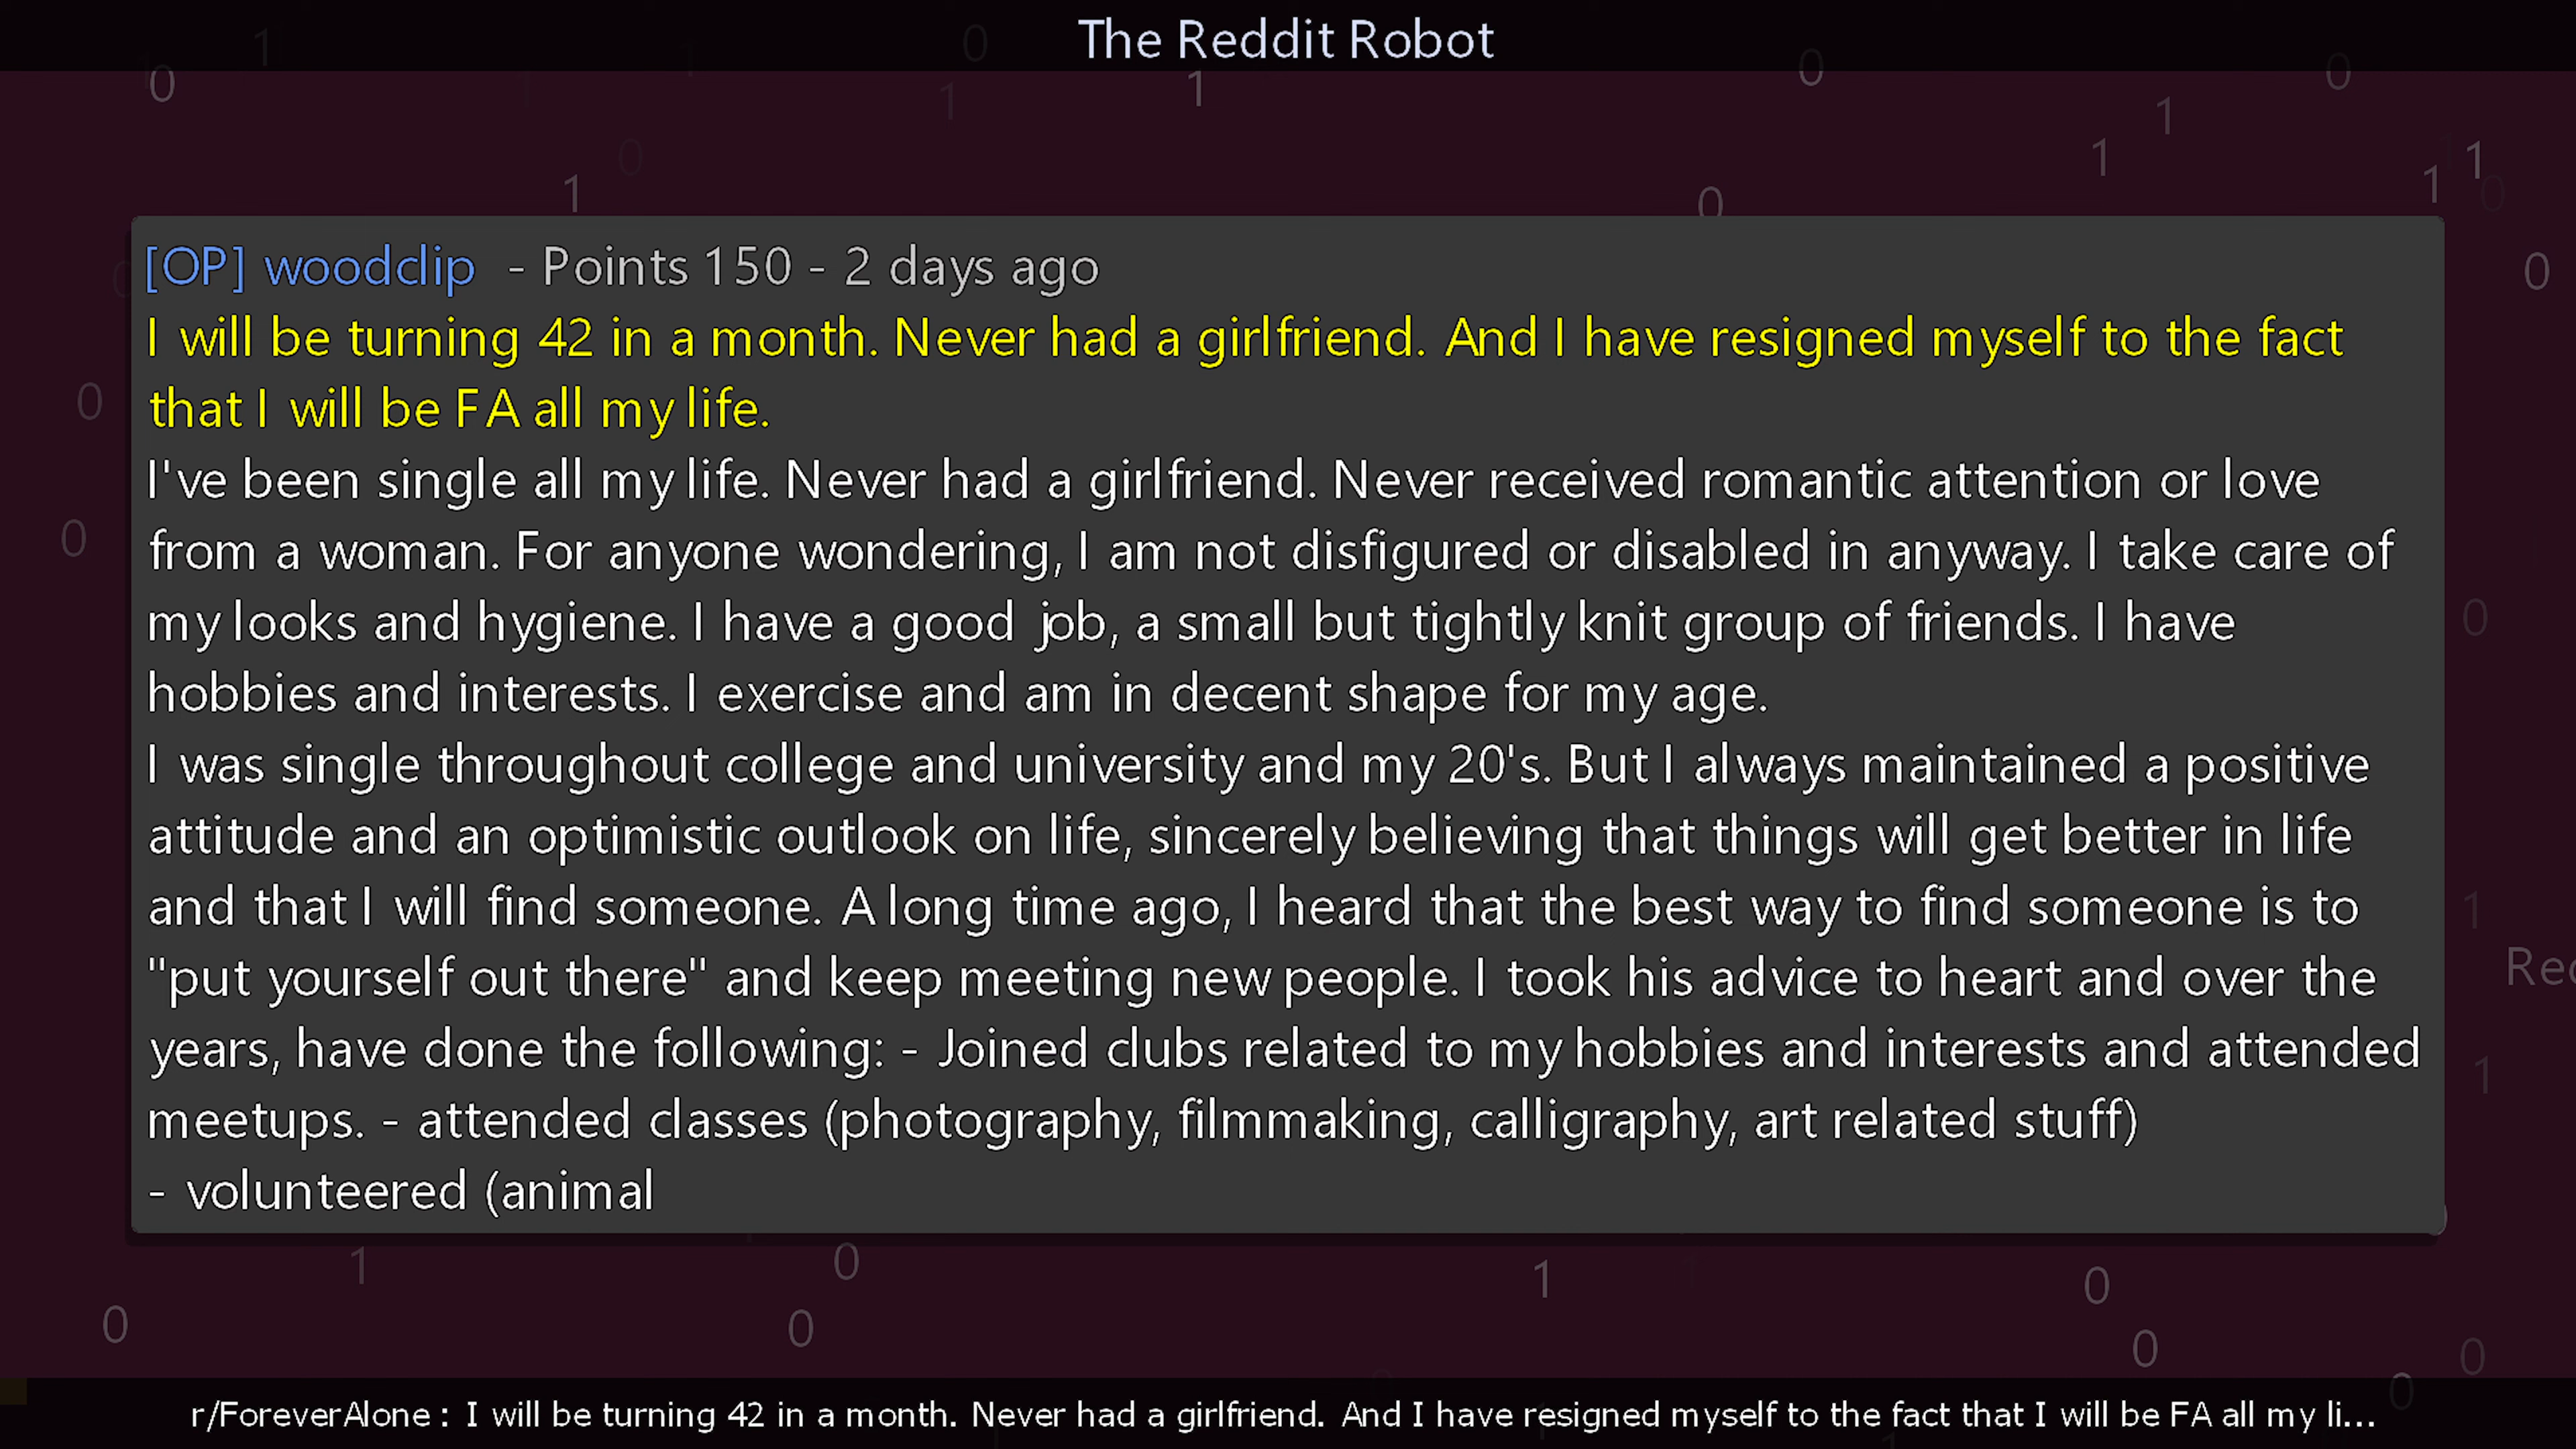 The Reddit Robot
[OP] woodclip - Points 150 - 2 days ago
I will be turning 42 in a month. Never had a girlfriend. And I have resigned myself to the fact
that I will be FA all my life.
I've been single all my life. Never had a girlfriend. Never received romantic attention or love
from a woman. For anyone wondering, I am not disfigured or disabled in anyway. I take care of
my looks and hygiene. I have a good job, a small but tightly knit group of friends. I have
hobbies and interests. I exercise and am in decent shape for my age.
I was single throughout college and university and my 20's. But I always maintained a positive
attitude and an optimistic outlook on life, sincerely believing that things will get better in life
and that I will find someone. A long time ago, I heard that the best way to find someone is to
"put yourself out there" and keep meeting new people. I took his advice to heart and over the
years, have done the following: - Joined clubs related to my hobbies and interests and attended
meetups. - attended classes (photography, filmmaking, calligraphy, art related stuff)
- volunteered (animal
r/ForeverAlone : I will be turning 42 in a month. Never had a girlfriend. And I have resigned myself to the fact that I will be FA all my li...